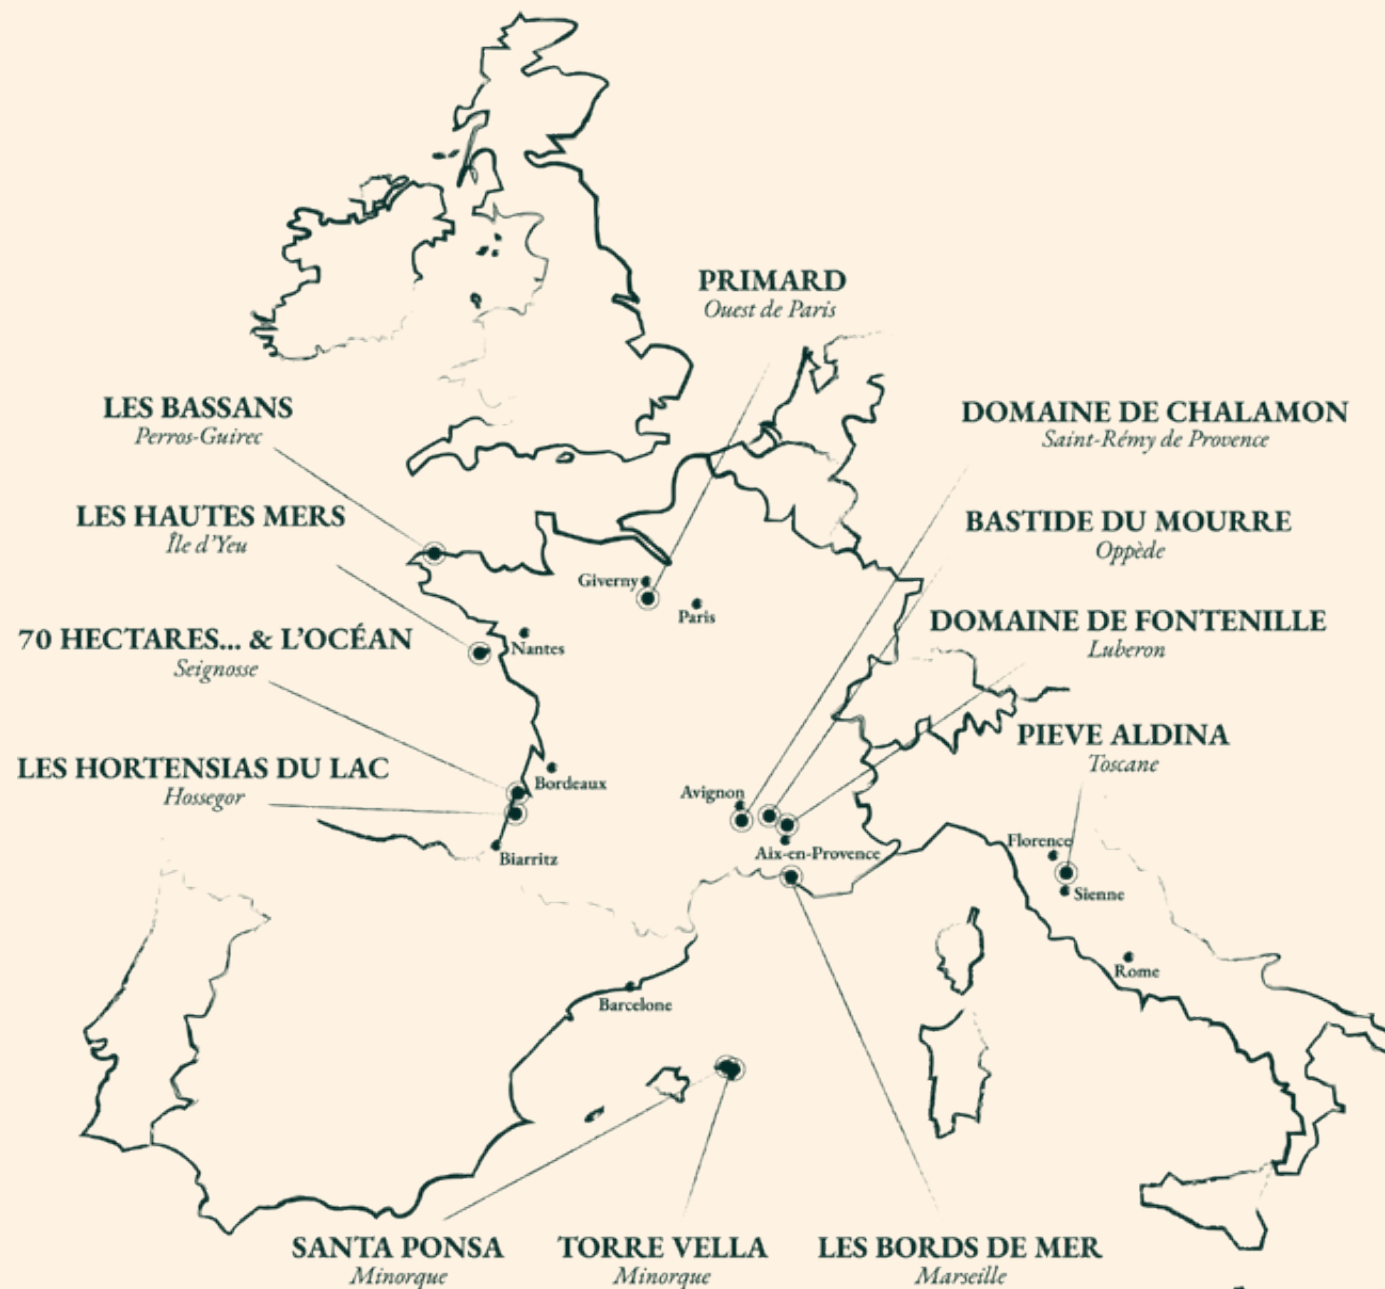 PRIMARD
Ouest de Paris
LES BASSANS
Perros-Guirec
DOMAINE DE CHALAMON
Saint-Rémy de Provence
LES HAUTES MERS
Île d'Yeu
BASTIDE DU MOURRE
Oppède
Giverny
Paris
DOMAINE DE FONTENILLE
Luberon
70 HECTARES... & L'OCÉAN
Seignosse
Nantes
PIEVE ALDINA
Toscane
LES HORTENSIAS DU LAC
Hossegor
Bordeaux
Avignon
Aix-en-Provence
Biarritz
Florence
Sienne
Rome
Barcelone
SANTA PONSA
Minorque
TORRE VELLA
Minorque
LES BORDS DE MER
Marseille